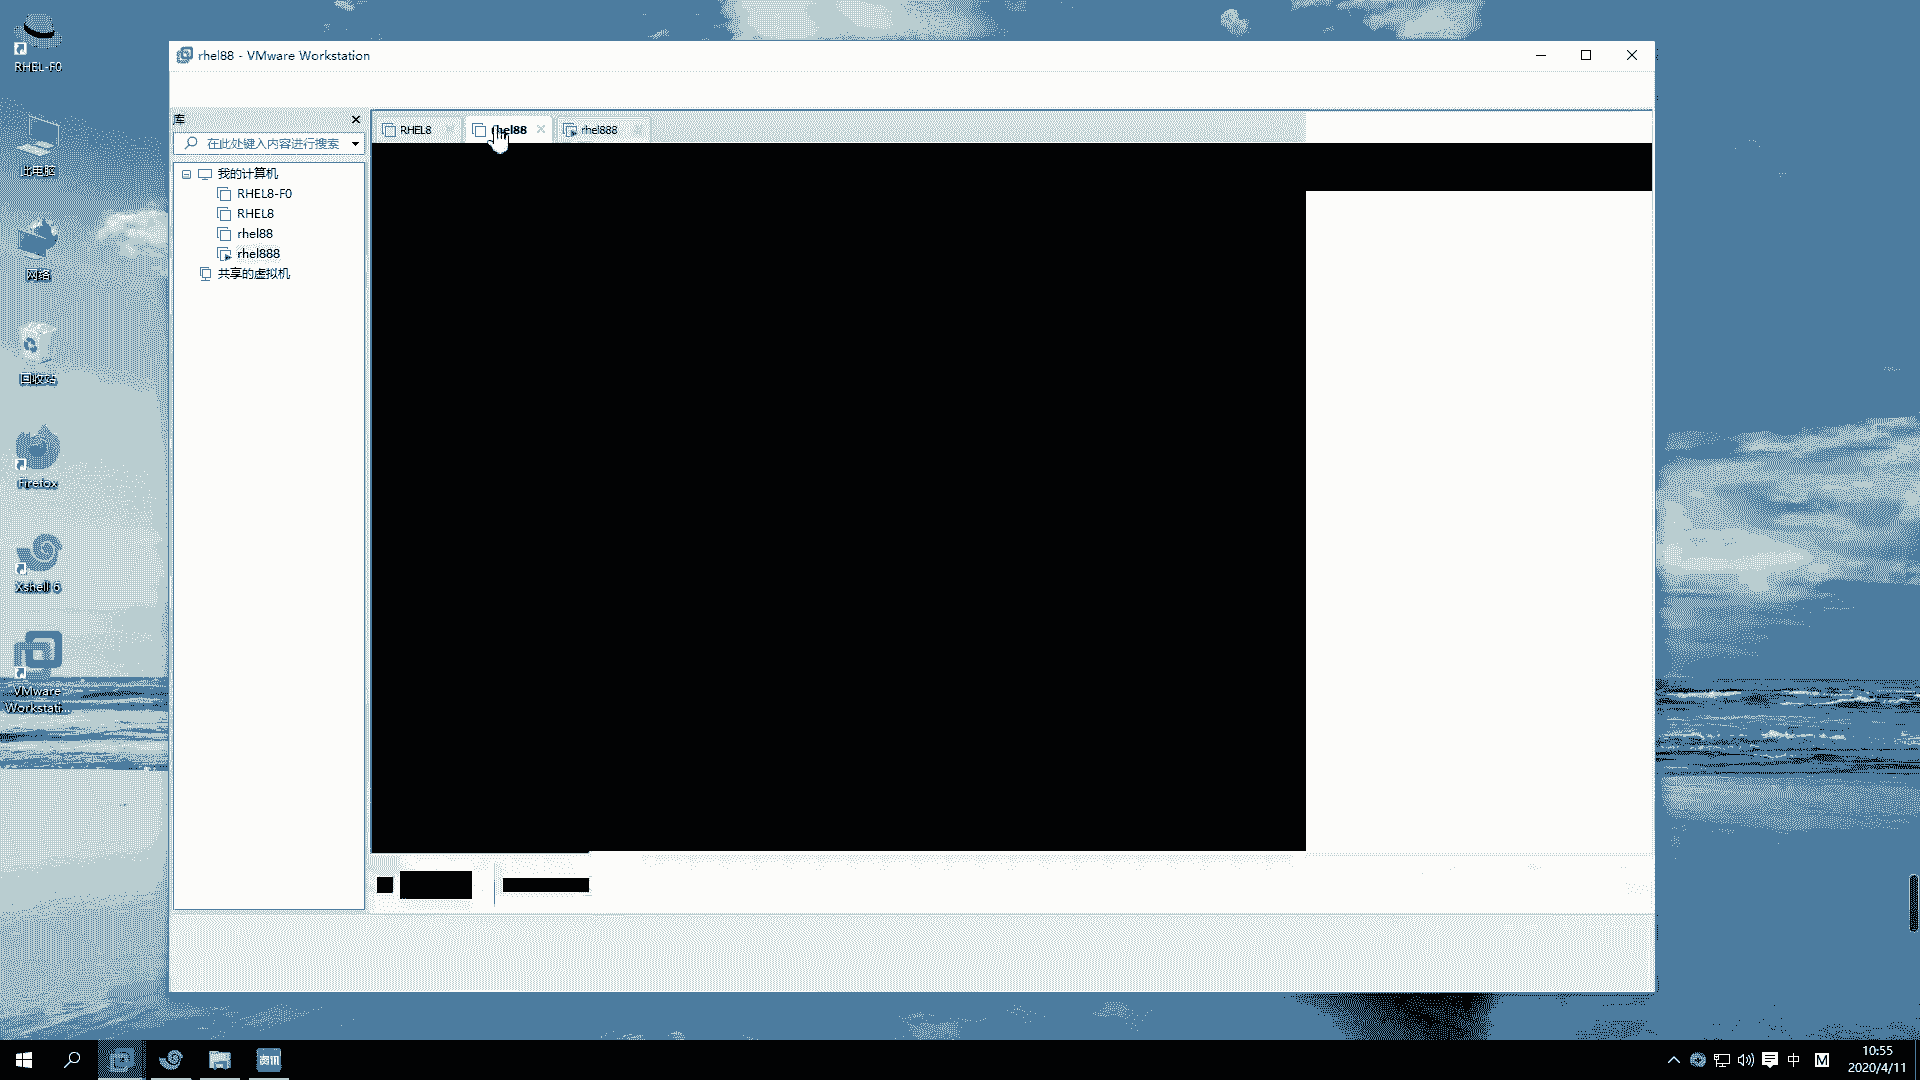 RHEL-F0
此电脑
网络
回收站
Firefox
Xshell 6
VMware
Workstati...
rhel88 - VMware Workstation
库
在此处键入内容进行搜索
我的计算机
RHEL8-F0
RHEL8
rhel88
rhel888
共享的虚拟机
RHEL8
rhel88
rhel888
中
M
10:55
2020/4/11